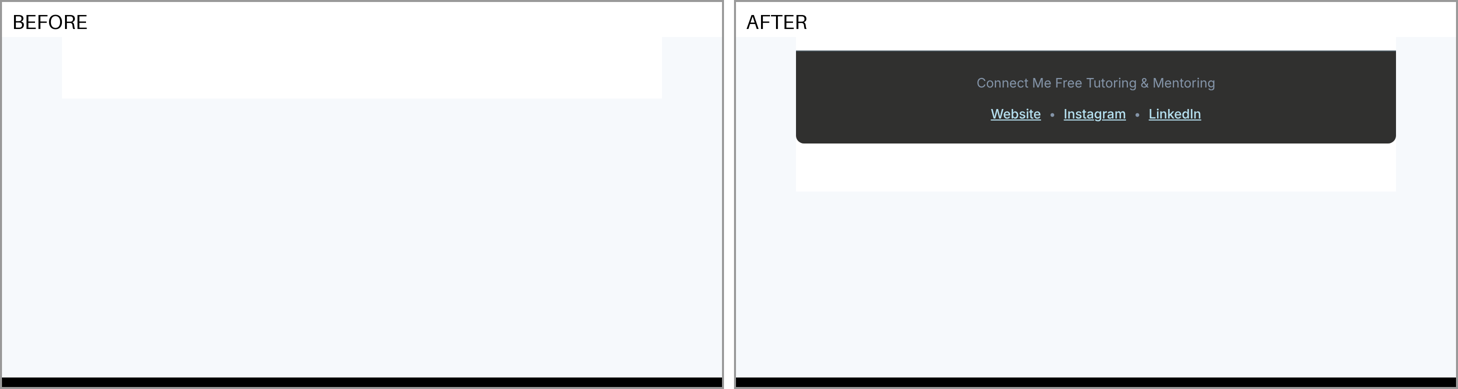 BEFORE
AFTER
Connect Me Free Tutoring & Mentoring
Website • Instagram • LinkedIn